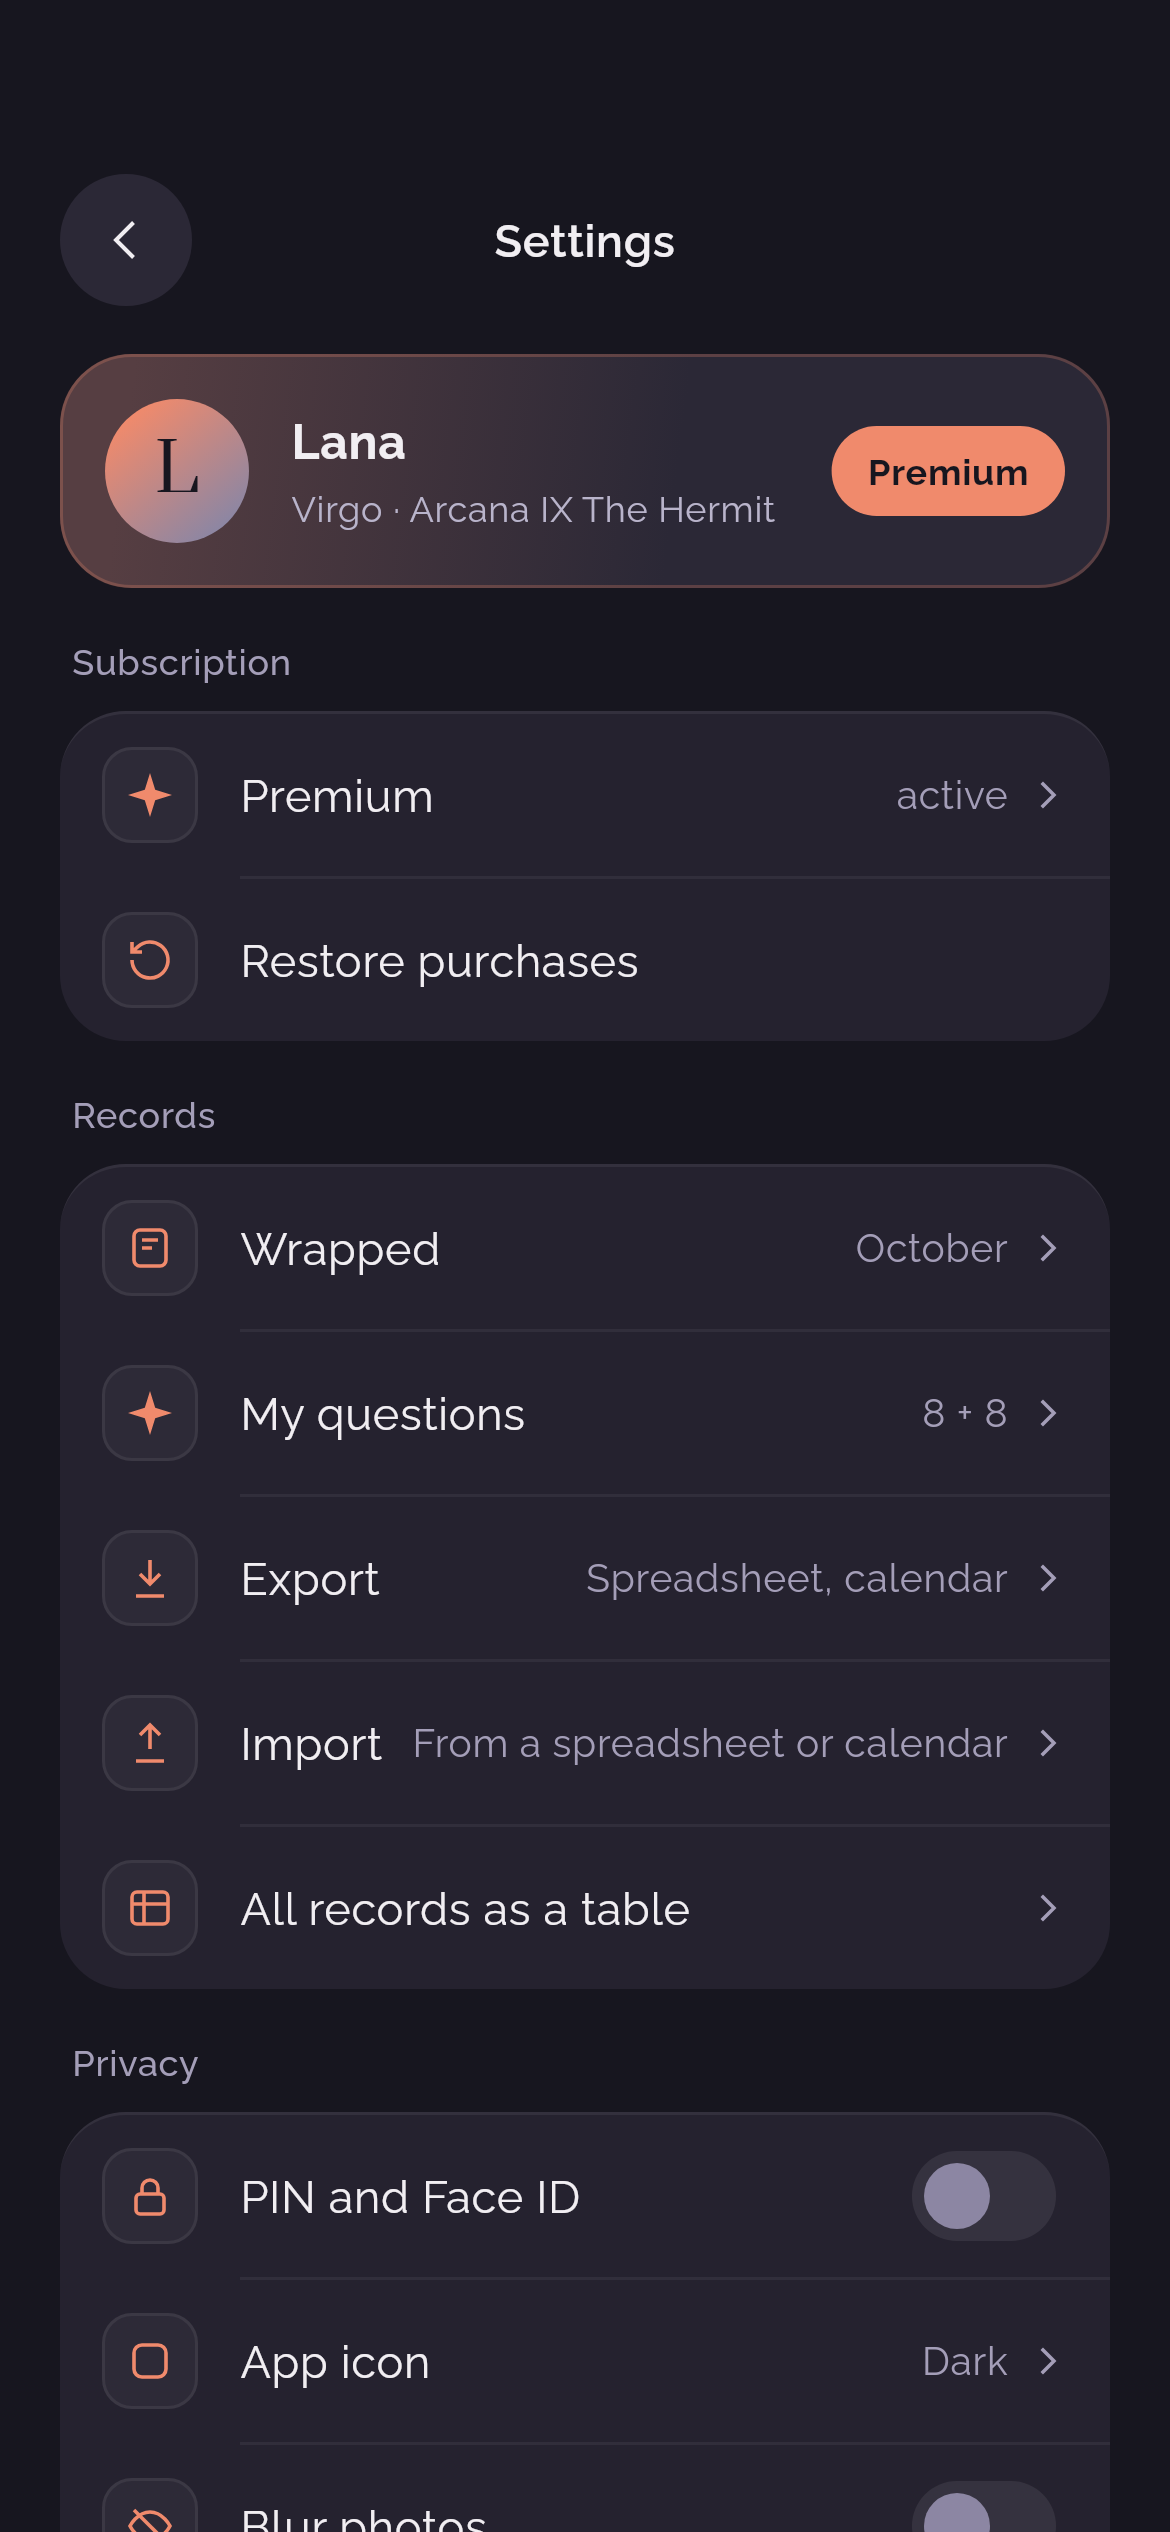 Settings
L
Lana
Virgo · Arcana IX The Hermit
Premium
Subscription
Premium
active
Restore purchases
Records
Wrapped
October
My questions
8 + 8
Export
Spreadsheet, calendar
Import
From a spreadsheet or calendar
All records as a table
Privacy
PIN and Face ID
App icon
Dark
Blur photos